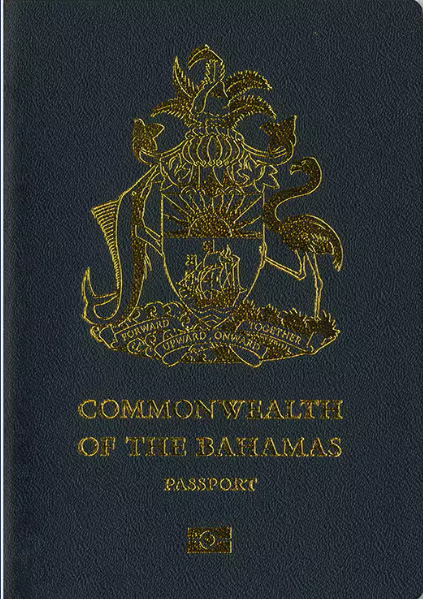 FORWARD UPWARD ONWARD TOGETHER
COMMONWEALTH
OF THE BAHAMAS
PASSPORT